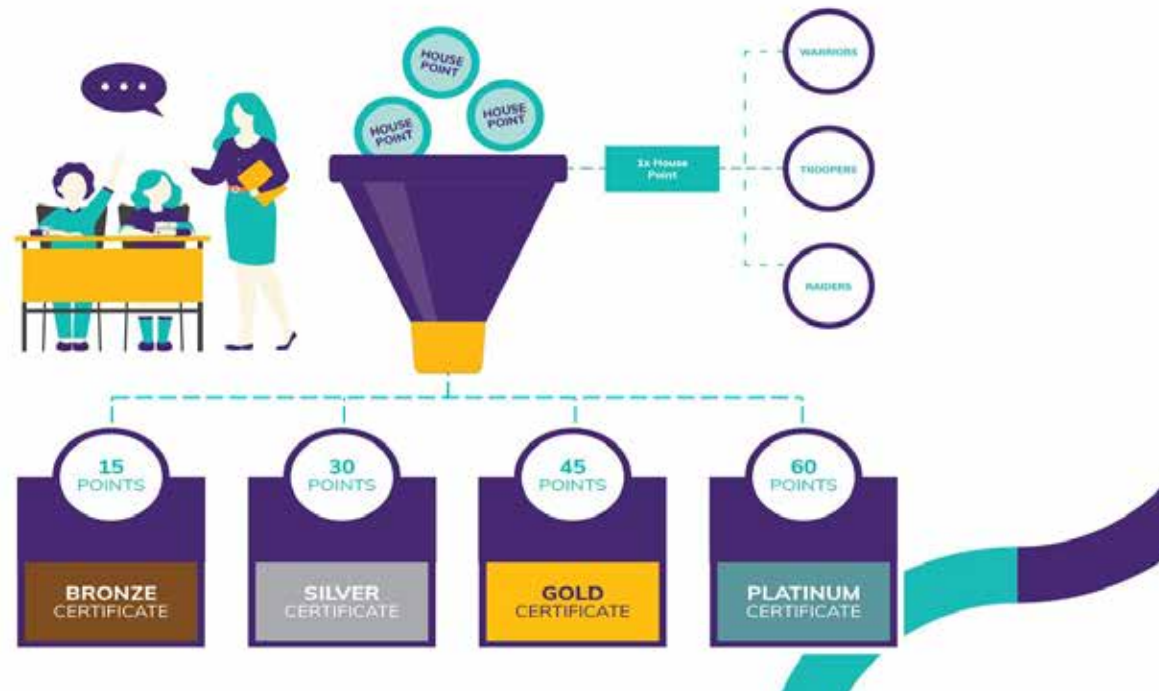 HOUSE
POINT
HOUSE
POINT
HOUSE
POINT
1x House
Point
WARRIORS
TROOPERS
RAIDERS
15
POINTS
30
POINTS
45
POINTS
60
POINTS
BRONZE
CERTIFICATE
SILVER
CERTIFICATE
GOLD
CERTIFICATE
PLATINUM
CERTIFICATE